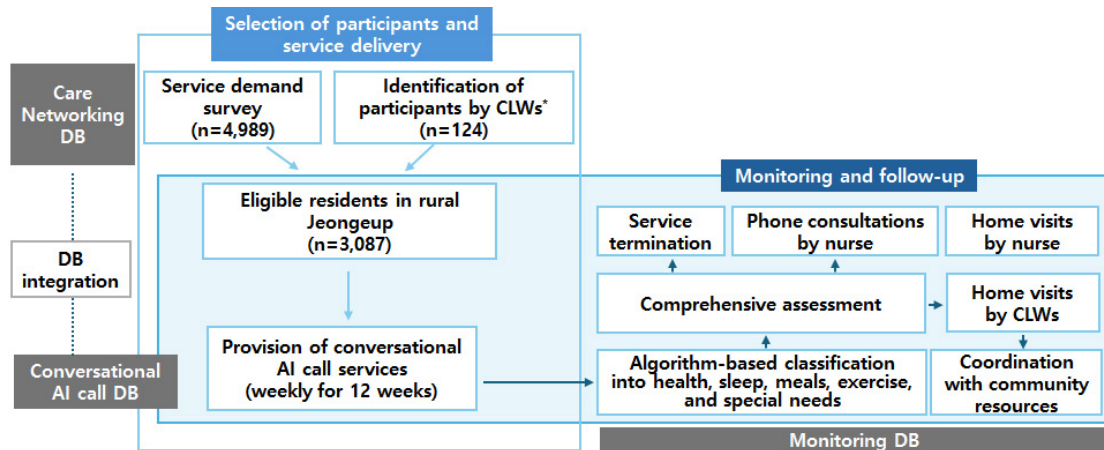 Selection of participants and
service delivery
Care
Networking
DB
Service demand
survey
(n=4,989)
Identification of
participants by CLWs*
(n=124)
Monitoring and follow-up
Eligible residents in rural
Jeongeup
(n=3,087)
DB
integration
Service
termination
Phone consultations
by nurse
Home visits
by nurse
Comprehensive assessment
Home visits
by CLWs
Conversational
AI call DB
Provision of conversational
AI call services
(weekly for 12 weeks)
Algorithm-based classification
into health, sleep, meals, exercise,
and special needs
Coordination
with community
resources
Monitoring DB